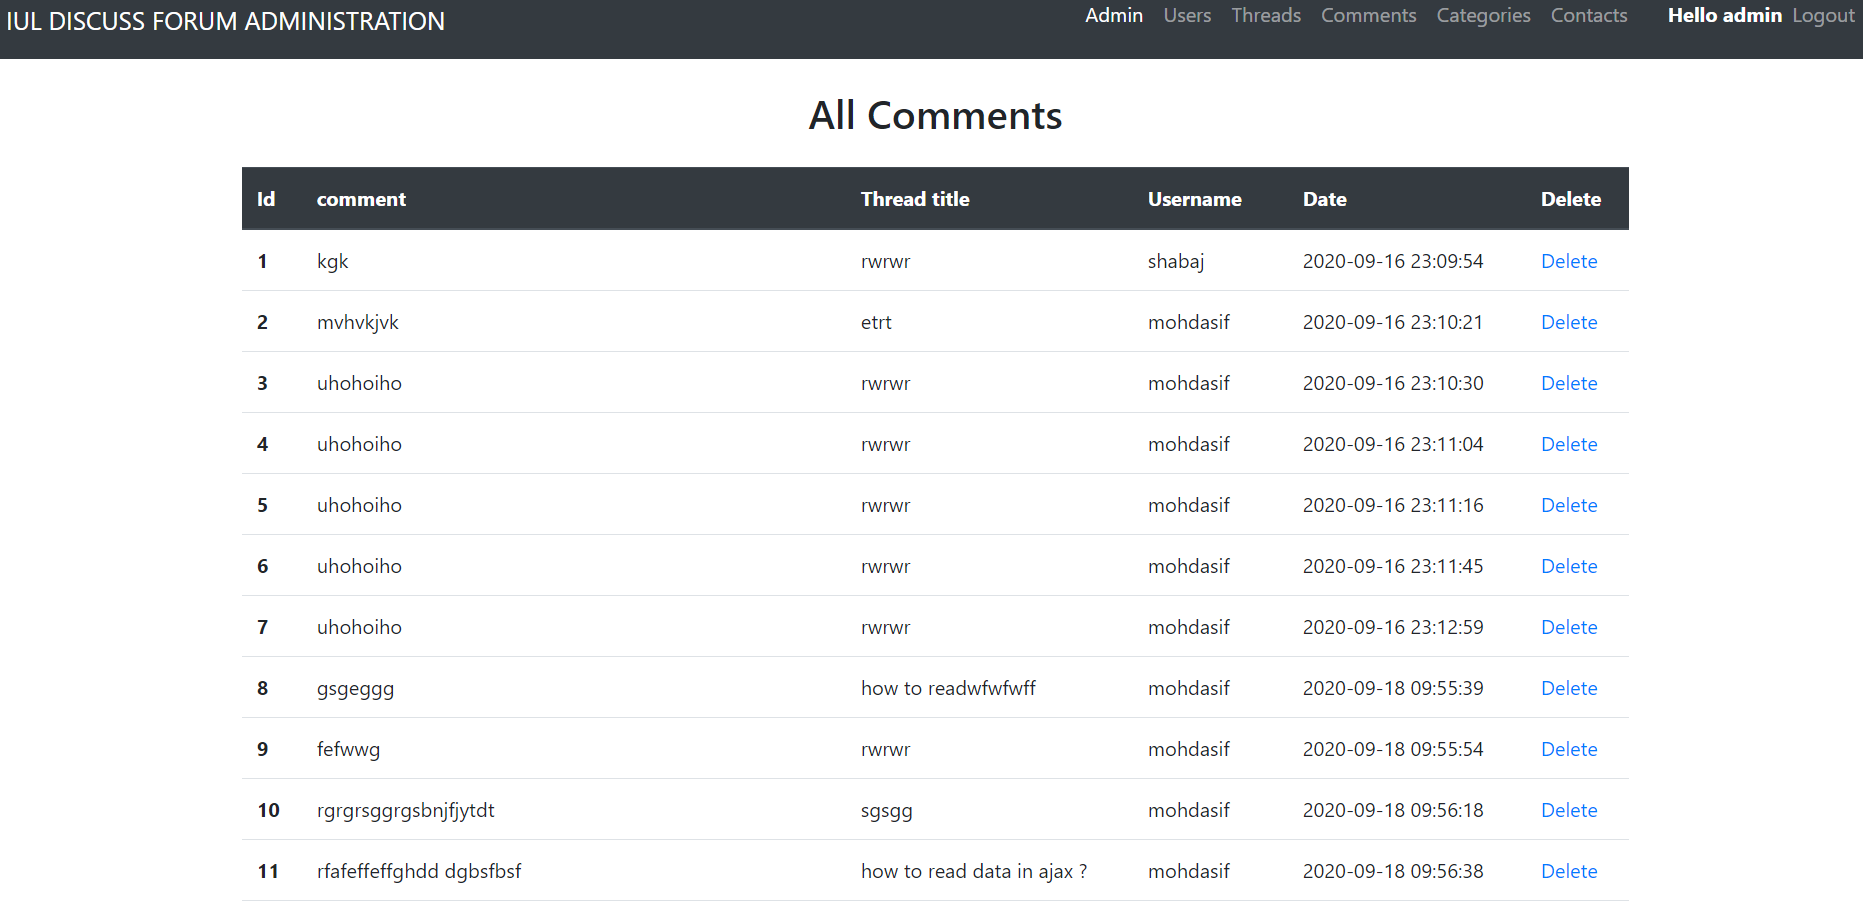 IUL DISCUSS FORUM ADMINISTRATION Admin Users Threads Comments Categories Contacts Hello admin Logout
All Comments
Id comment Thread title Username Date Delete
1 kgk rwrwr shabaj 2020-09-16 23:09:54 Delete
2 mvhvkjvk etrt mohdasif 2020-09-16 23:10:21 Delete
3 uhohoiho rwrwr mohdasif 2020-09-16 23:10:30 Delete
4 uhohoiho rwrwr mohdasif 2020-09-16 23:11:04 Delete
5 uhohoiho rwrwr mohdasif 2020-09-16 23:11:16 Delete
6 uhohoiho rwrwr mohdasif 2020-09-16 23:11:45 Delete
7 uhohoiho rwrwr mohdasif 2020-09-16 23:12:59 Delete
8 gsgeggg how to readwfwfwff mohdasif 2020-09-18 09:55:39 Delete
9 fefwwg rwrwr mohdasif 2020-09-18 09:55:54 Delete
10 rgrgrsggrgsbnjfjytdt sgsgg mohdasif 2020-09-18 09:56:18 Delete
11 rfafeffeffghdd dgbsfbsf how to read data in ajax ? mohdasif 2020-09-18 09:56:38 Delete